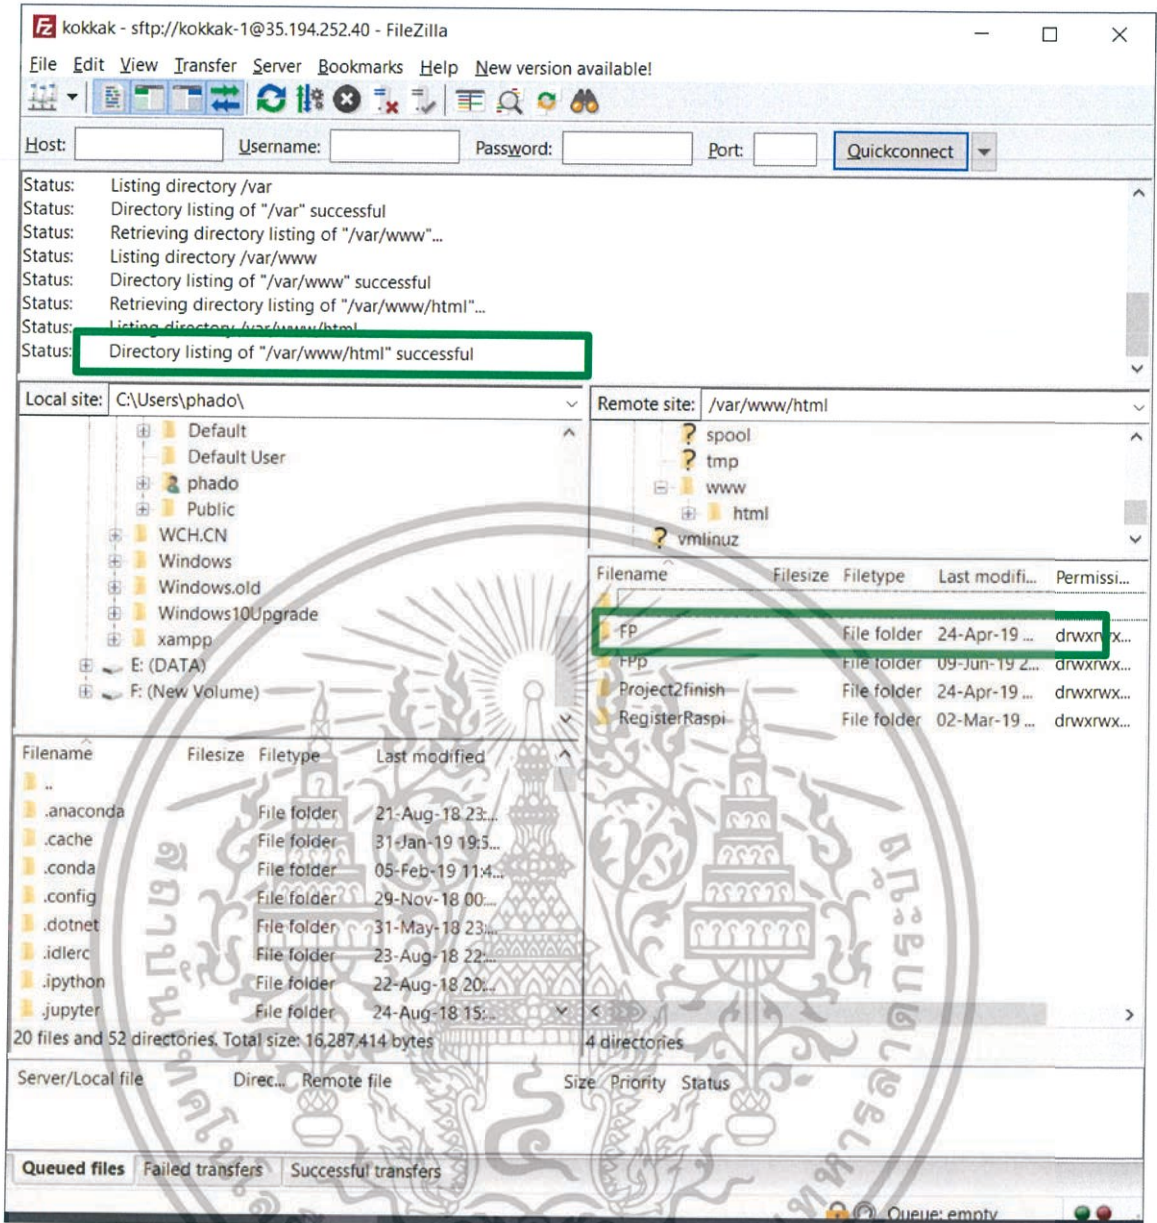 kokkak - sftp://kokkak-1@35.194.252.40 - FileZilla
File Edit View Transfer Server Bookmarks Help New version available!
Host: Username: Password: Port: Quickconnect
Status: Listing directory /var
Status: Directory listing of "/var" successful
Status: Retrieving directory listing of "/var/www"...
Status: Listing directory /var/www
Status: Directory listing of "/var/www" successful
Status: Retrieving directory listing of "/var/www/html"...
Status: Listing directory /var/www/html
Status: Directory listing of "/var/www/html" successful
Local site: C:\Users\phado\
Default
Default User
phado
Public
WCH.CN
Windows
Windows.old
Windows10Upgrade
xampp
E: (DATA)
F: (New Volume)
Filename Filesize Filetype Last modified
..
.anaconda File folder 21-Aug-18 23:...
.cache File folder 31-Jan-19 19:5...
.conda File folder 05-Feb-19 11:4...
.config File folder 29-Nov-18 00:...
.dotnet File folder 31-May-18 23:...
.idlerc File folder 23-Aug-18 22:...
.ipython File folder 22-Aug-18 20:...
.jupyter File folder 24-Aug-18 15:...
20 files and 52 directories. Total size: 16,287,414 bytes
Remote site: /var/www/html
spool
tmp
www
html
vmlinuz
Filename Filesize Filetype Last modifi... Permissi...
FP File folder 24-Apr-19 ... drwxrwx...
FPp File folder 09-Jun-19 2... drwxrwx...
Project2finish File folder 24-Apr-19 ... drwxrwx...
RegisterRaspi File folder 02-Mar-19 ... drwxrwx...
4 directories
Server/Local file Direc... Remote file Size Priority Status
Queued files Failed transfers Successful transfers
Queue: empty